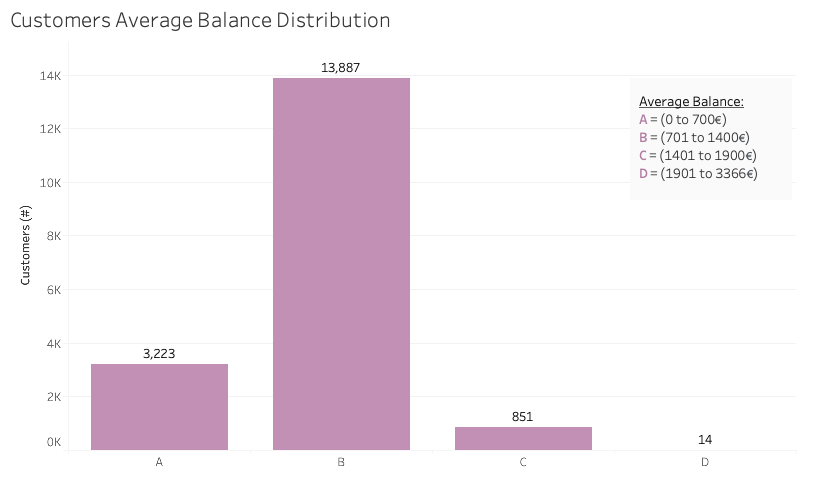 Customers Average Balance Distribution
14K
12K
10K
8K
6K
4K
2K
0K
Customers (#)
3,223
13,887
851
14
A
B
C
D
Average Balance:
A = (0 to 700€)
B = (701 to 1400€)
C = (1401 to 1900€)
D = (1901 to 3366€)